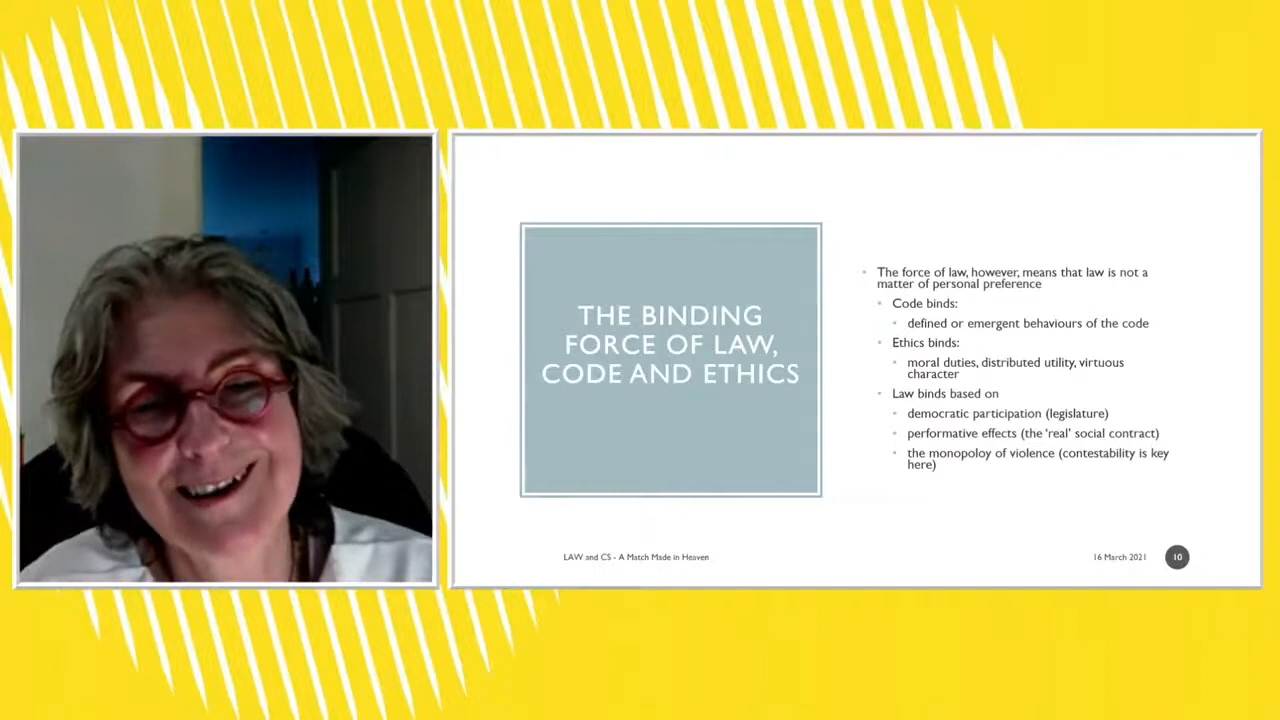 THE BINDING
FORCE OF LAW,
CODE AND ETHICS
The force of law, however, means that law is not a
matter of personal preference
Code binds:
defined or emergent behaviours of the code
Ethics binds:
moral duties, distributed utility, virtuous
character
Law binds based on
democratic participation (legislature)
performative effects (the ‘real’ social contract)
the monopoloy of violence (contestability is key
here)
LAW and CS - A Match Made in Heaven
16 March 2021
10